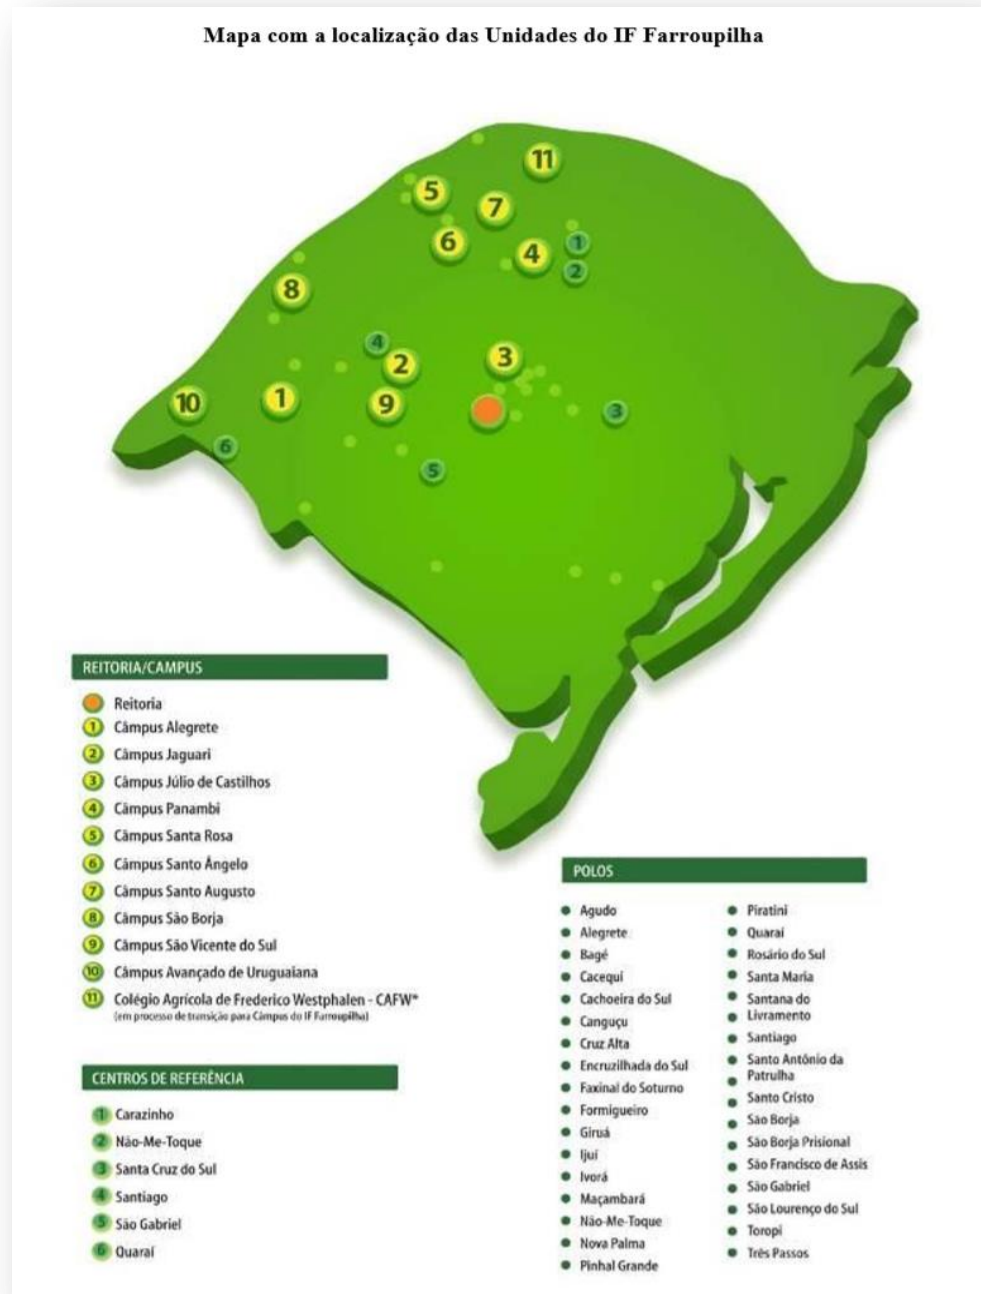 Mapa com a localização das Unidades do IF Farroupilha
11
5
7
6
4
1
2
8
4
2
3
10
1
9
3
6
5
REITORIA/CAMPUS
Reitoria
1 Câmpus Alegrete
2 Câmpus Jaguari
3 Câmpus Júlio de Castilhos
4 Câmpus Panambi
5 Câmpus Santa Rosa
6 Câmpus Santo Ângelo
7 Câmpus Santo Augusto
8 Câmpus São Borja
9 Câmpus São Vicente do Sul
10 Câmpus Avançado de Uruguaiana
11 Colégio Agrícola de Frederico Westphalen - CAFW*
(em processo de transição para Câmpus do IF Farroupilha)
CENTROS DE REFERÊNCIA
1 Carazinho
2 Não-Me-Toque
3 Santa Cruz do Sul
4 Santiago
5 São Gabriel
6 Quaraí
POLOS
Agudo
Alegrete
Bagé
Cacequi
Cachoeira do Sul
Canguçu
Cruz Alta
Encruzilhada do Sul
Faxinal do Soturno
Formigueiro
Giruá
Ijuí
Ivorá
Maçambará
Não-Me-Toque
Nova Palma
Pinhal Grande
Piratini
Quaraí
Rosário do Sul
Santa Maria
Santana do
Livramento
Santiago
Santo Antônio da
Patrulha
Santo Cristo
São Borja
São Borja Prisional
São Francisco de Assis
São Gabriel
São Lourenço do Sul
Toropi
Três Passos